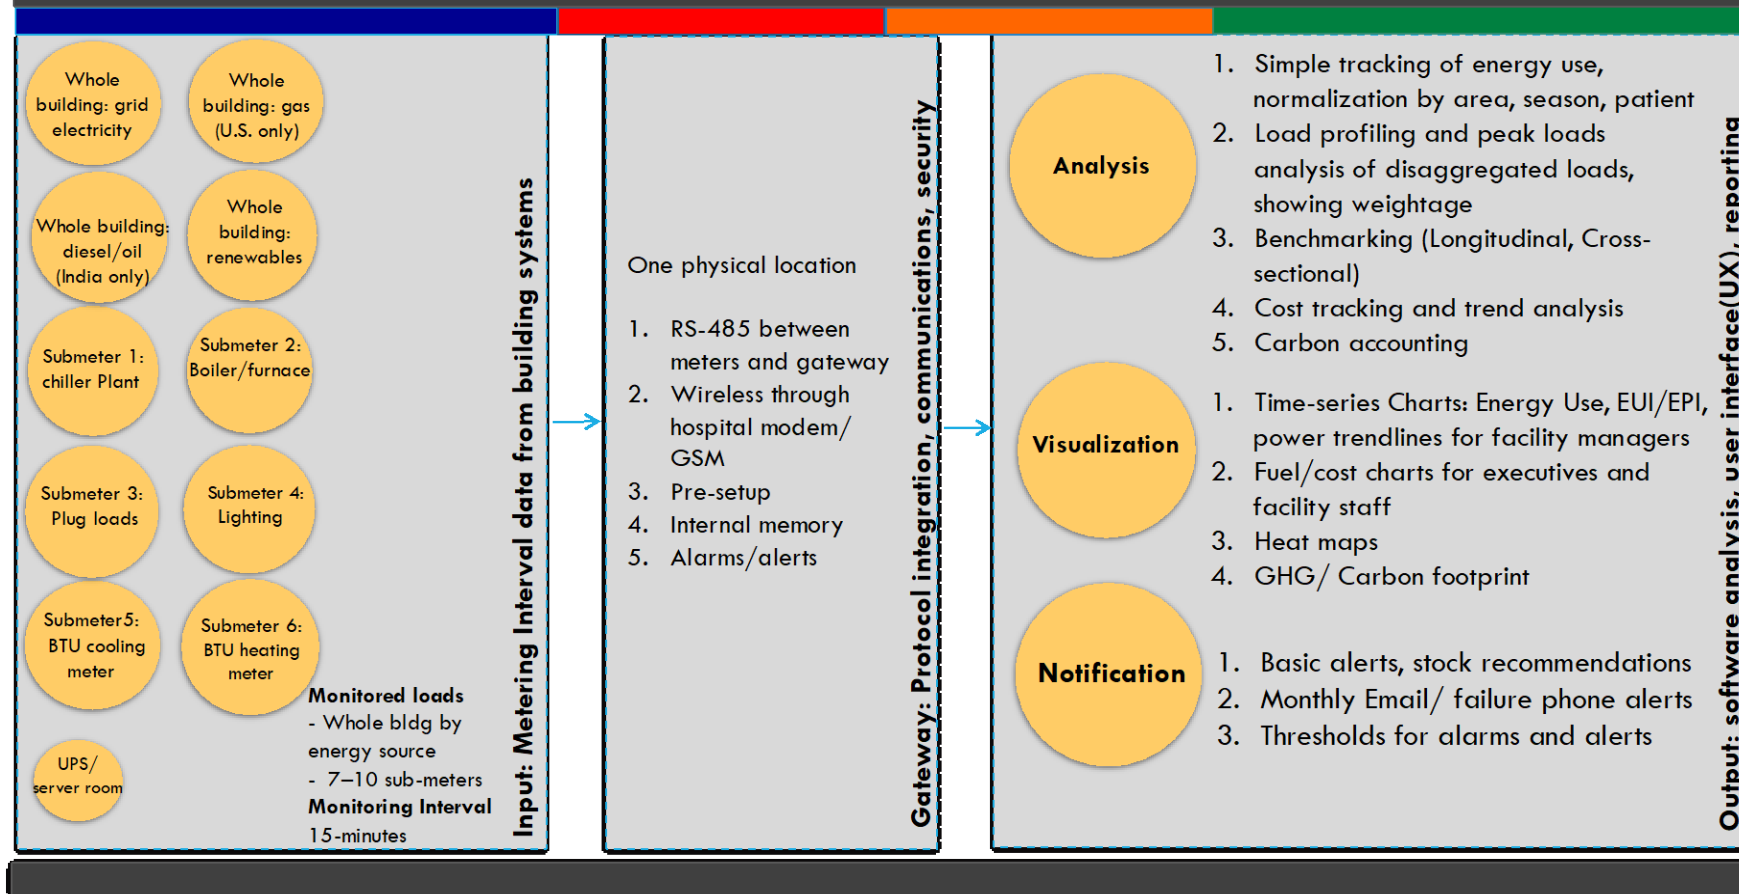 Whole
building: grid
electricity
Whole
building: gas
(U.S. only)
Whole building:
diesel/oil
(India only)
Whole
building:
renewables
Submeter 1:
chiller Plant
Submeter 2:
Boiler/furnace
Submeter 3:
Plug loads
Submeter 4:
Lighting
Submeter5:
BTU cooling
meter
Submeter 6:
BTU heating
meter
UPS/
server room
Monitored loads
- Whole bldg by
energy source
- 7–10 sub-meters
Monitoring Interval
15-minutes
Input: Metering Interval data from building systems
One physical location
1. RS-485 between
meters and gateway
2. Wireless through
hospital modem/
GSM
3. Pre-setup
4. Internal memory
5. Alarms/alerts
Gateway: Protocol integration, communications, security
Analysis
1. Simple tracking of energy use,
normalization by area, season, patient
2. Load profiling and peak loads
analysis of disaggregated loads,
showing weightage
3. Benchmarking (Longitudinal, Cross-
sectional)
4. Cost tracking and trend analysis
5. Carbon accounting
Visualization
1. Time-series Charts: Energy Use, EUI/EPI,
power trendlines for facility managers
2. Fuel/cost charts for executives and
facility staff
3. Heat maps
4. GHG/ Carbon footprint
Notification
1. Basic alerts, stock recommendations
2. Monthly Email/ failure phone alerts
3. Thresholds for alarms and alerts
Output: software analysis, user interface(UX), reporting